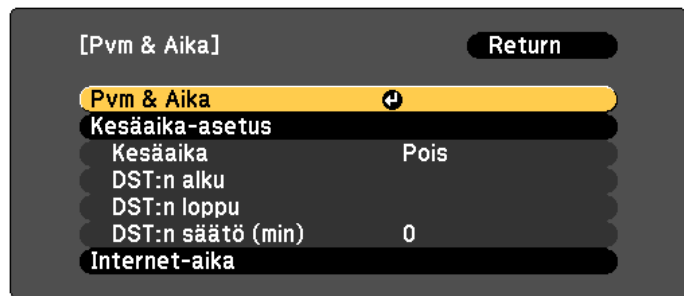 [Pvm & Aika] Return
Pvm & Aika
Kesäaika-asetus
Kesäaika Pois
DST:n alku
DST:n loppu
DST:n säätö (min) 0
Internet-aika